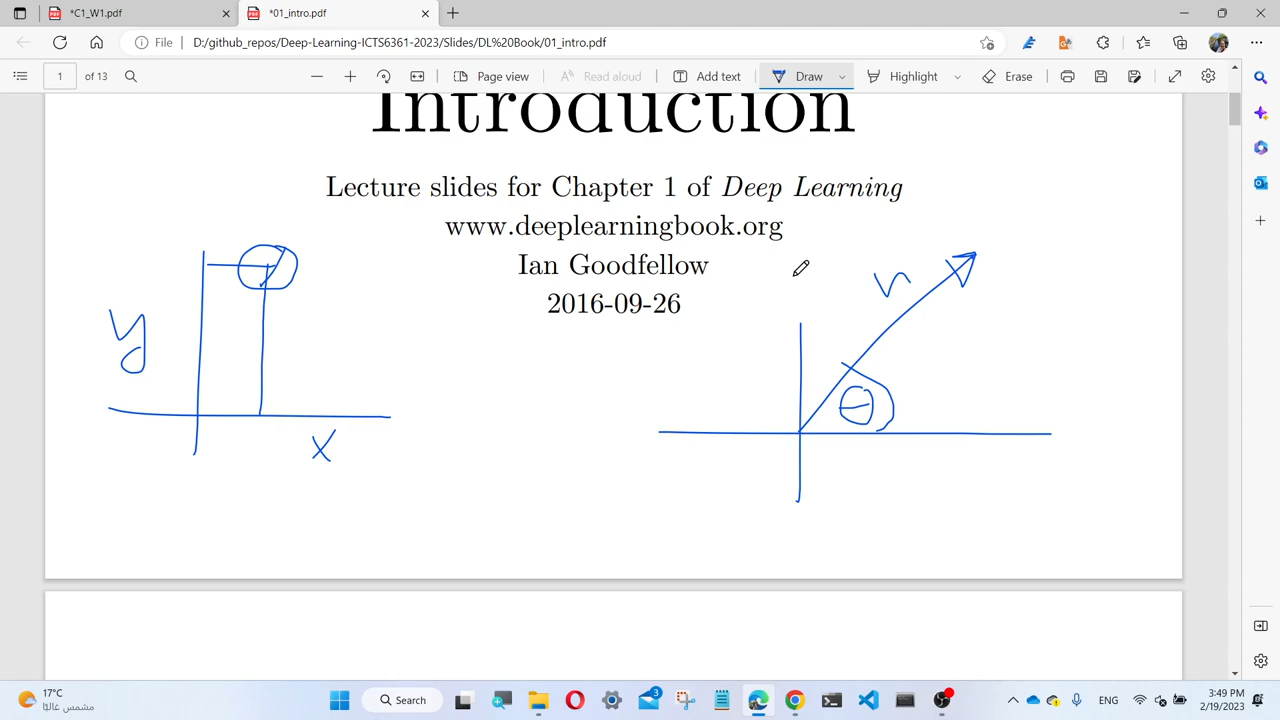 *C1_W1.pdf
*01_intro.pdf
File
D:/github_repos/Deep-Learning-ICTS6361-2023/Slides/DL%20Book/01_intro.pdf
1 of 13
Page view
Read aloud
Add text
Draw
Highlight
Erase
Introduction
Lecture slides for Chapter 1 of Deep Learning
www.deeplearningbook.org
Ian Goodfellow
2016-09-26
y
x
r
θ
17°C
مشمس غالبًا
Search
3
ENG
3:49 PM
2/19/2023